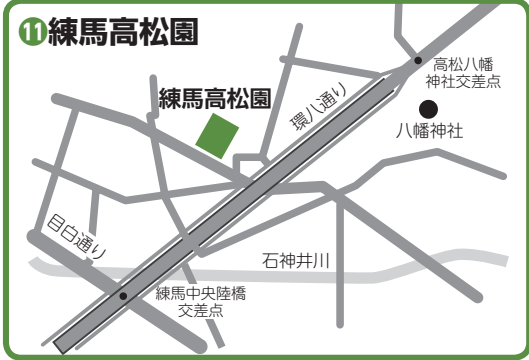 ⑪練馬高松園
高松八幡
神社交差点
練馬高松園
環八通り
八幡神社
目白通り
石神井川
練馬中央陸橋
交差点